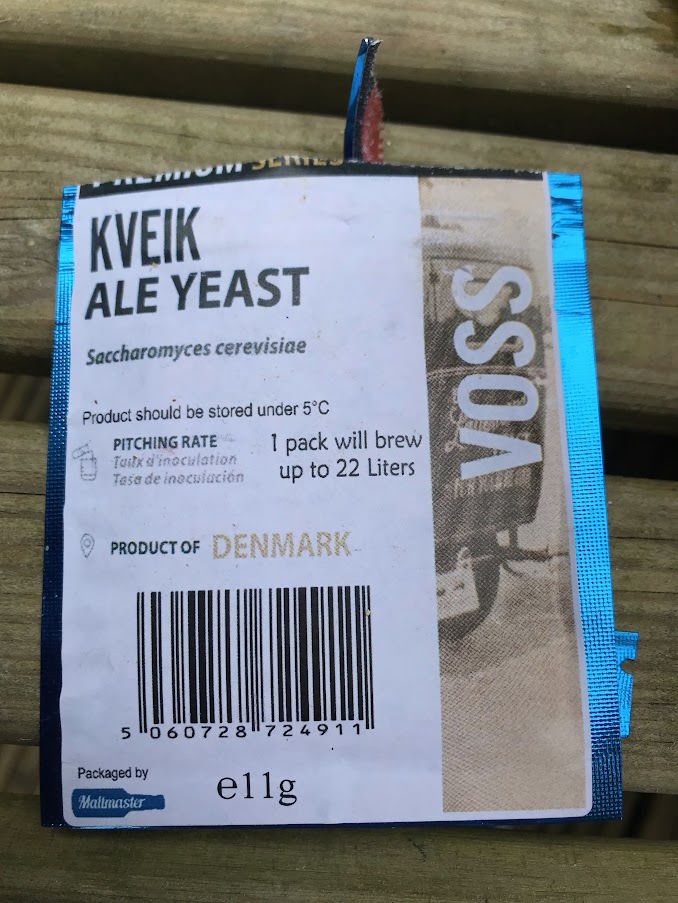 PREMIUM SERIES
KVEIK
ALE YEAST
Saccharomyces cerevisiae
Product should be stored under 5°C
PITCHING RATE
Taux d'inoculation
Tasa de inoculación
1 pack will brew
up to 22 Liters
PRODUCT OF DENMARK
5 060728 724911
Packaged by
Maltmaster
e11g
VOSS